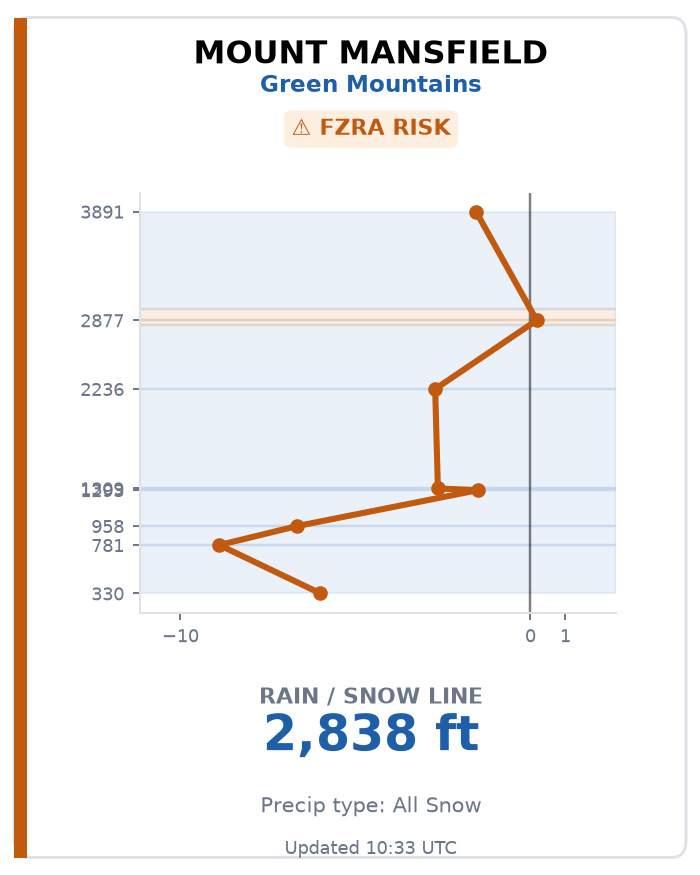 MOUNT MANSFIELD
Green Mountains
⚠ FZRA RISK
3891
2877
2236
958
781
330
−10 0 1
RAIN / SNOW LINE
2,838 ft
Precip type: All Snow
Updated 10:33 UTC